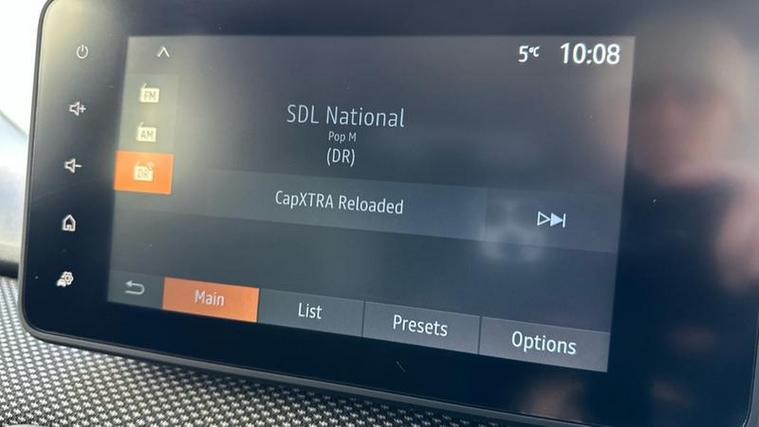 5°C 10:08
FM
AM
DR
SDL National
Pop M
(DR)
CapXTRA Reloaded
Main
List
Presets
Options